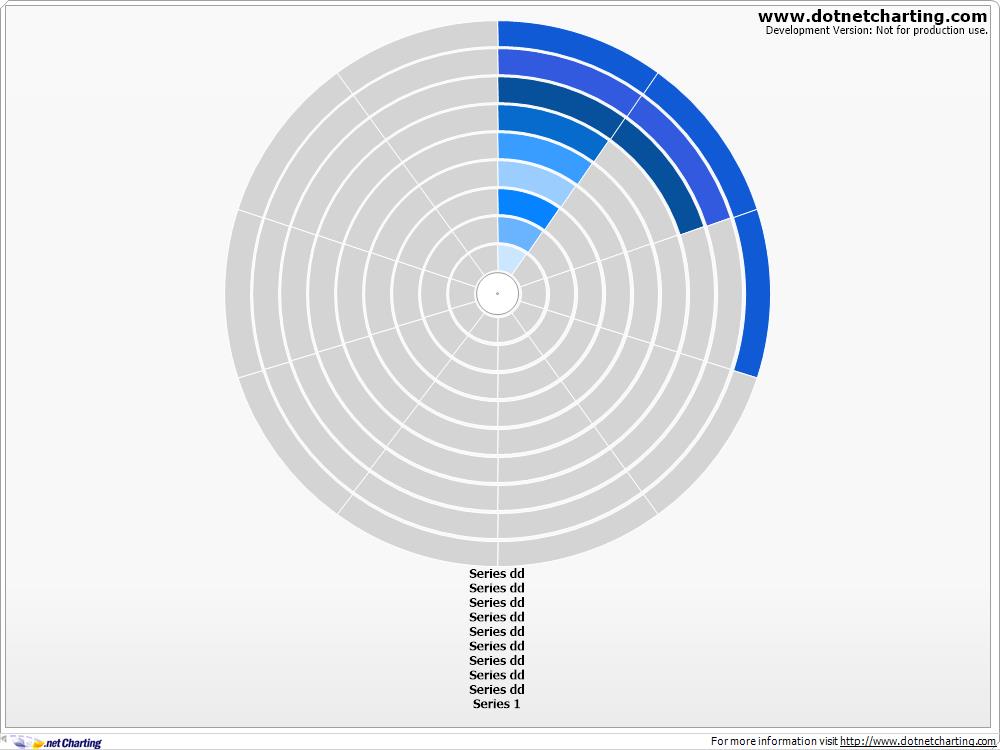 www.dotnetcharting.com
Development Version: Not for production use.
Series dd
Series dd
Series dd
Series dd
Series dd
Series dd
Series dd
Series dd
Series dd
Series 1
.net Charting
For more information visit http://www.dotnetcharting.com